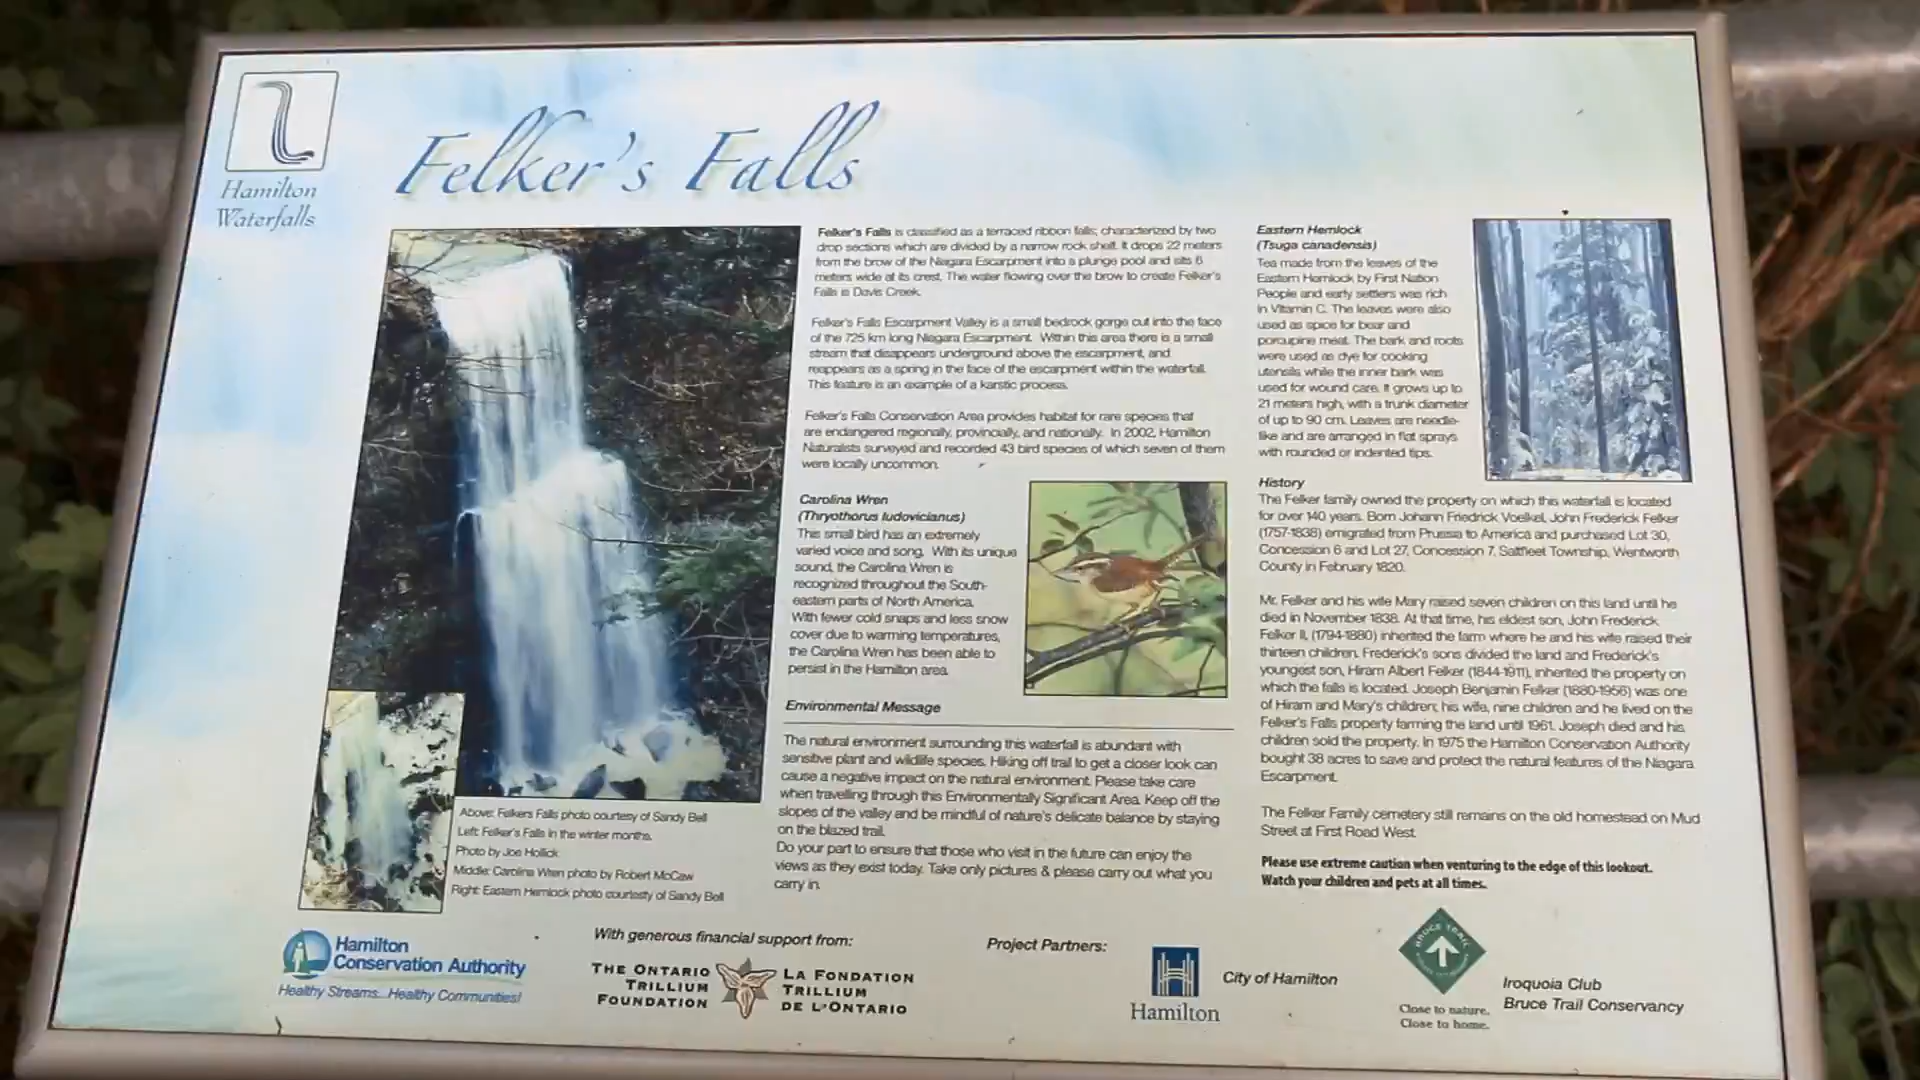 Hamilton
Waterfalls
Felker's Falls
Felker's Falls is classified as a terraced ribbon falls, characterized by two
drop sections which are divided by a narrow rock shelf. It drops 22 meters
from the brow of the Niagara Escarpment into a plunge pool and sits 6
meters wide at its crest. The water flowing over the brow to create Felker's
Falls is Davis Creek.
Felker's Falls Escarpment Valley is a small bedrock gorge cut into the face
of the 725 km long Niagara Escarpment. Within this area there is a small
stream that disappears underground above the escarpment, and
reappears as a spring in the face of the escarpment within the waterfall.
This feature is an example of a karstic process.
Felker's Falls Conservation Area provides habitat for rare species that
are endangered regionally, provincially, and nationally. In 2002, Hamilton
Naturalists surveyed and recorded 43 bird species of which seven of them
were locally uncommon.
Carolina Wren
(Thryothorus ludovicianus)
This small bird has an extremely
varied voice and song. With its unique
sound, the Carolina Wren is
recognized throughout the South-
eastern parts of North America.
With fewer cold snaps and less snow
cover due to warming temperatures,
the Carolina Wren has been able to
persist in the Hamilton area.
Environmental Message
The natural environment surrounding this waterfall is abundant with
sensitive plant and wildlife species. Hiking off trail to get a closer look can
cause a negative impact on the natural environment. Please take care
when travelling through this Environmentally Significant Area. Keep off the
slopes of the valley and be mindful of nature's delicate balance by staying
on the blazed trail.
Do your part to ensure that those who visit in the future can enjoy the
views as they exist today. Take only pictures & please carry out what you
carry in.
Eastern Hemlock
(Tsuga canadensis)
Tea made from the leaves of the
Eastern Hemlock by First Nation
People and early settlers was rich
in Vitamin C. The leaves were also
used as spice for bear and
porcupine meat. The bark and roots
were used as dye for cooking
utensils while the inner bark was
used for wound care. It grows up to
21 meters high, with a trunk diameter
of up to 90 cm. Leaves are needle-
like and are arranged in flat sprays
with rounded or indented tips.
History
The Felker family owned the property on which this waterfall is located
for over 140 years. Born Johann Friedrick Voelkel, John Frederick Felker
(1757-1838) emigrated from Prussia to America and purchased Lot 30,
Concession 6 and Lot 27, Concession 7, Saltfleet Township, Wentworth
County in February 1820.
Mr. Felker and his wife Mary raised seven children on this land until he
died in November 1838. At that time, his eldest son, John Frederick
Felker II, (1794-1880) inherited the farm where he and his wife raised their
thirteen children. Frederick's sons divided the land and Frederick's
youngest son, Hiram Albert Felker (1844-1911), inherited the property on
which the falls is located. Joseph Benjamin Felker (1880-1956) was one
of Hiram and Mary's children; his wife, nine children and he lived on the
Felker's Falls property farming the land until 1961. Joseph died and his
children sold the property. In 1975 the Hamilton Conservation Authority
bought 38 acres to save and protect the natural features of the Niagara
Escarpment.
The Felker Family cemetery still remains on the old homestead on Mud
Street at First Road West.
Please use extreme caution when venturing to the edge of this lookout.
Watch your children and pets at all times.
Above: Felkers Falls photo courtesy of Sandy Bell
Left: Felker's Falls in the winter months.
Photo by Joe Hollick
Middle: Carolina Wren photo by Robert McCaw
Right: Eastern Hemlock photo courtesty of Sandy Bell
Hamilton
Conservation Authority
Healthy Streams...Healthy Communities!
With generous financial support from:
THE ONTARIO
TRILLIUM
FOUNDATION
LA FONDATION
TRILLIUM
DE L'ONTARIO
Project Partners:
Hamilton
City of Hamilton
BRUCE TRAIL
Close to nature.
Close to home.
Iroquoia Club
Bruce Trail Conservancy